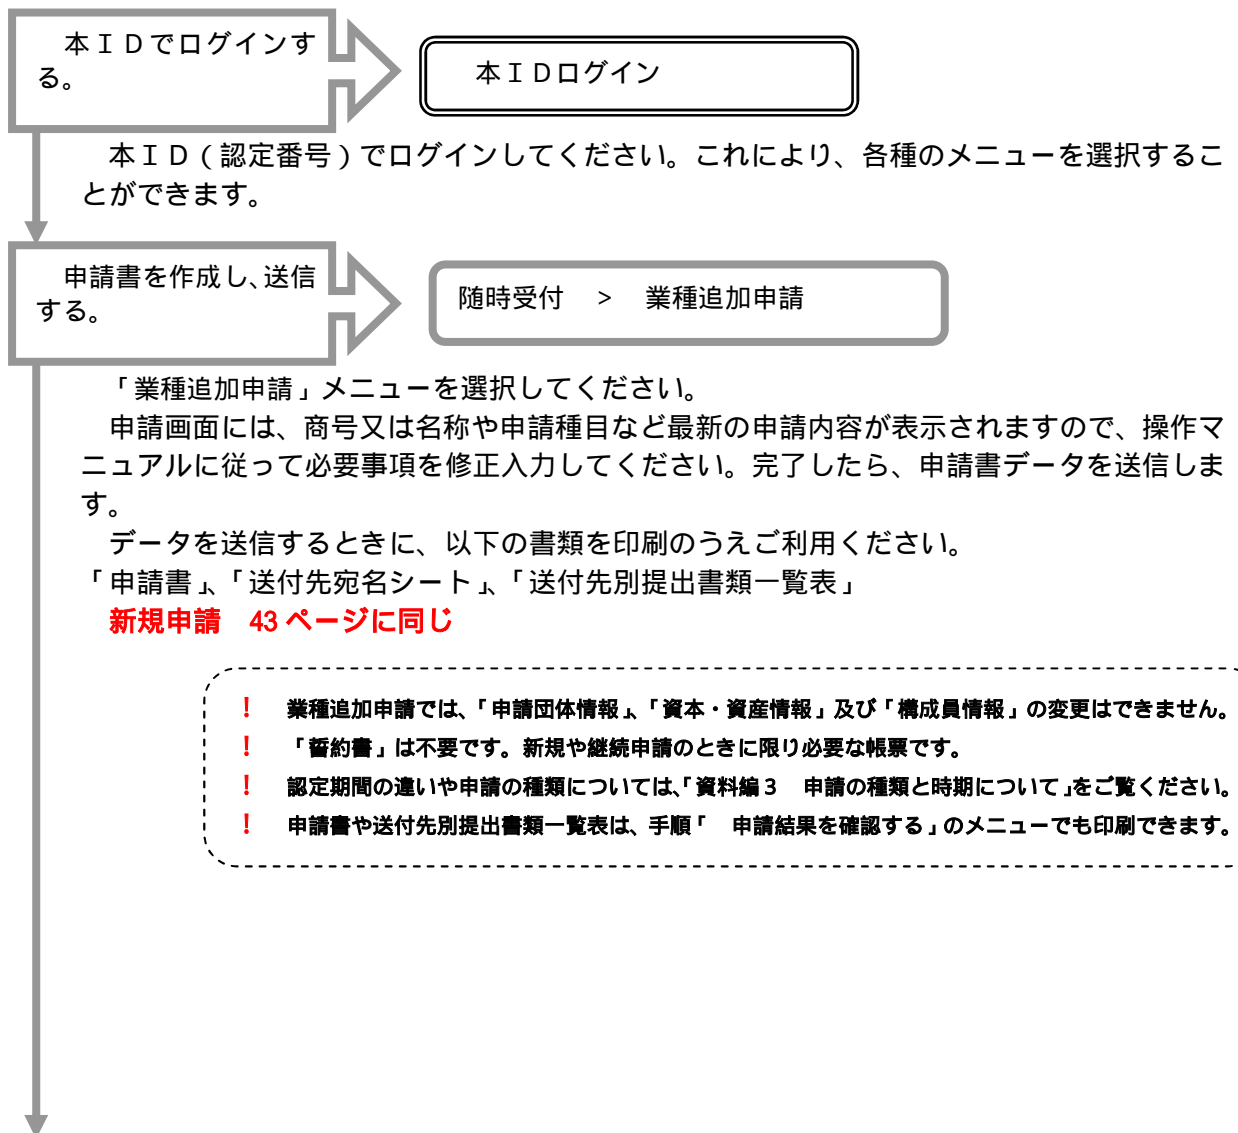 本ＩＤでログインす
る。
本ＩＤログイン
本ＩＤ（認定番号）でログインしてください。これにより、各種のメニューを選択するこ
とができます。
申請書を作成し、送信
する。
随時受付　＞　業種追加申請
「業種追加申請」メニューを選択してください。
申請画面には、商号又は名称や申請種目など最新の申請内容が表示されますので、操作マ
ニュアルに従って必要事項を修正入力してください。完了したら、申請書データを送信しま
す。
データを送信するときに、以下の書類を印刷のうえご利用ください。
「申請書」、「送付先宛名シート」、「送付先別提出書類一覧表」
新規申請　43ページに同じ
！　業種追加申請では、「申請団体情報」、「資本・資産情報」及び「構成員情報」の変更はできません。
！　「誓約書」は不要です。新規や継続申請のときに限り必要な帳票です。
！　認定期間の違いや申請の種類については、「資料編３　申請の種類と時期について」をご覧ください。
！　申請書や送付先別提出書類一覧表は、手順「　申請結果を確認する」のメニューでも印刷できます。